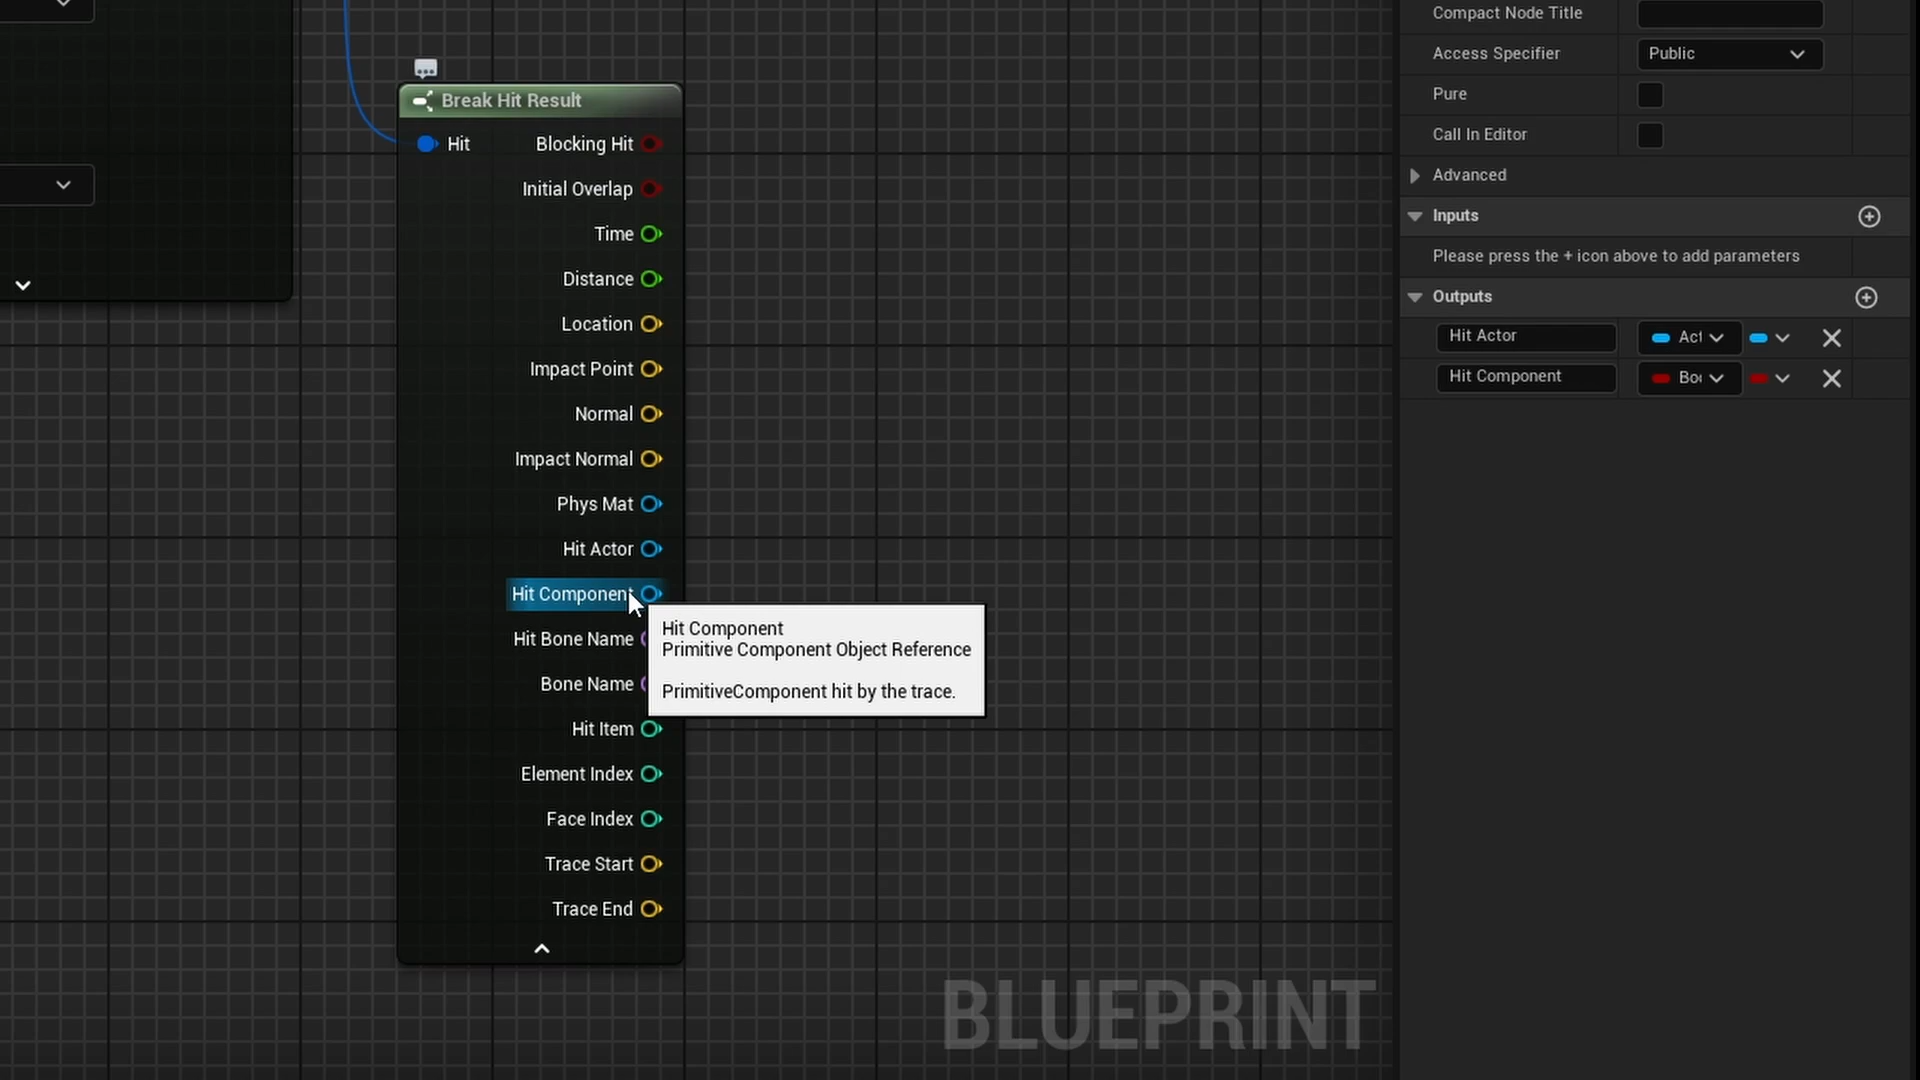 Break Hit Result
Hit
Blocking Hit
Initial Overlap
Time
Distance
Location
Impact Point
Normal
Impact Normal
Phys Mat
Hit Actor
Hit Component
Hit Bone Name
Bone Name
Hit Item
Element Index
Face Index
Trace Start
Trace End
Hit Component
Primitive Component Object Reference
PrimitiveComponent hit by the trace.
BLUEPRINT
Compact Node Title
Access Specifier Public
Pure
Call In Editor
Advanced
Inputs
Please press the + icon above to add parameters
Outputs
Hit Actor Act
Hit Component Boo